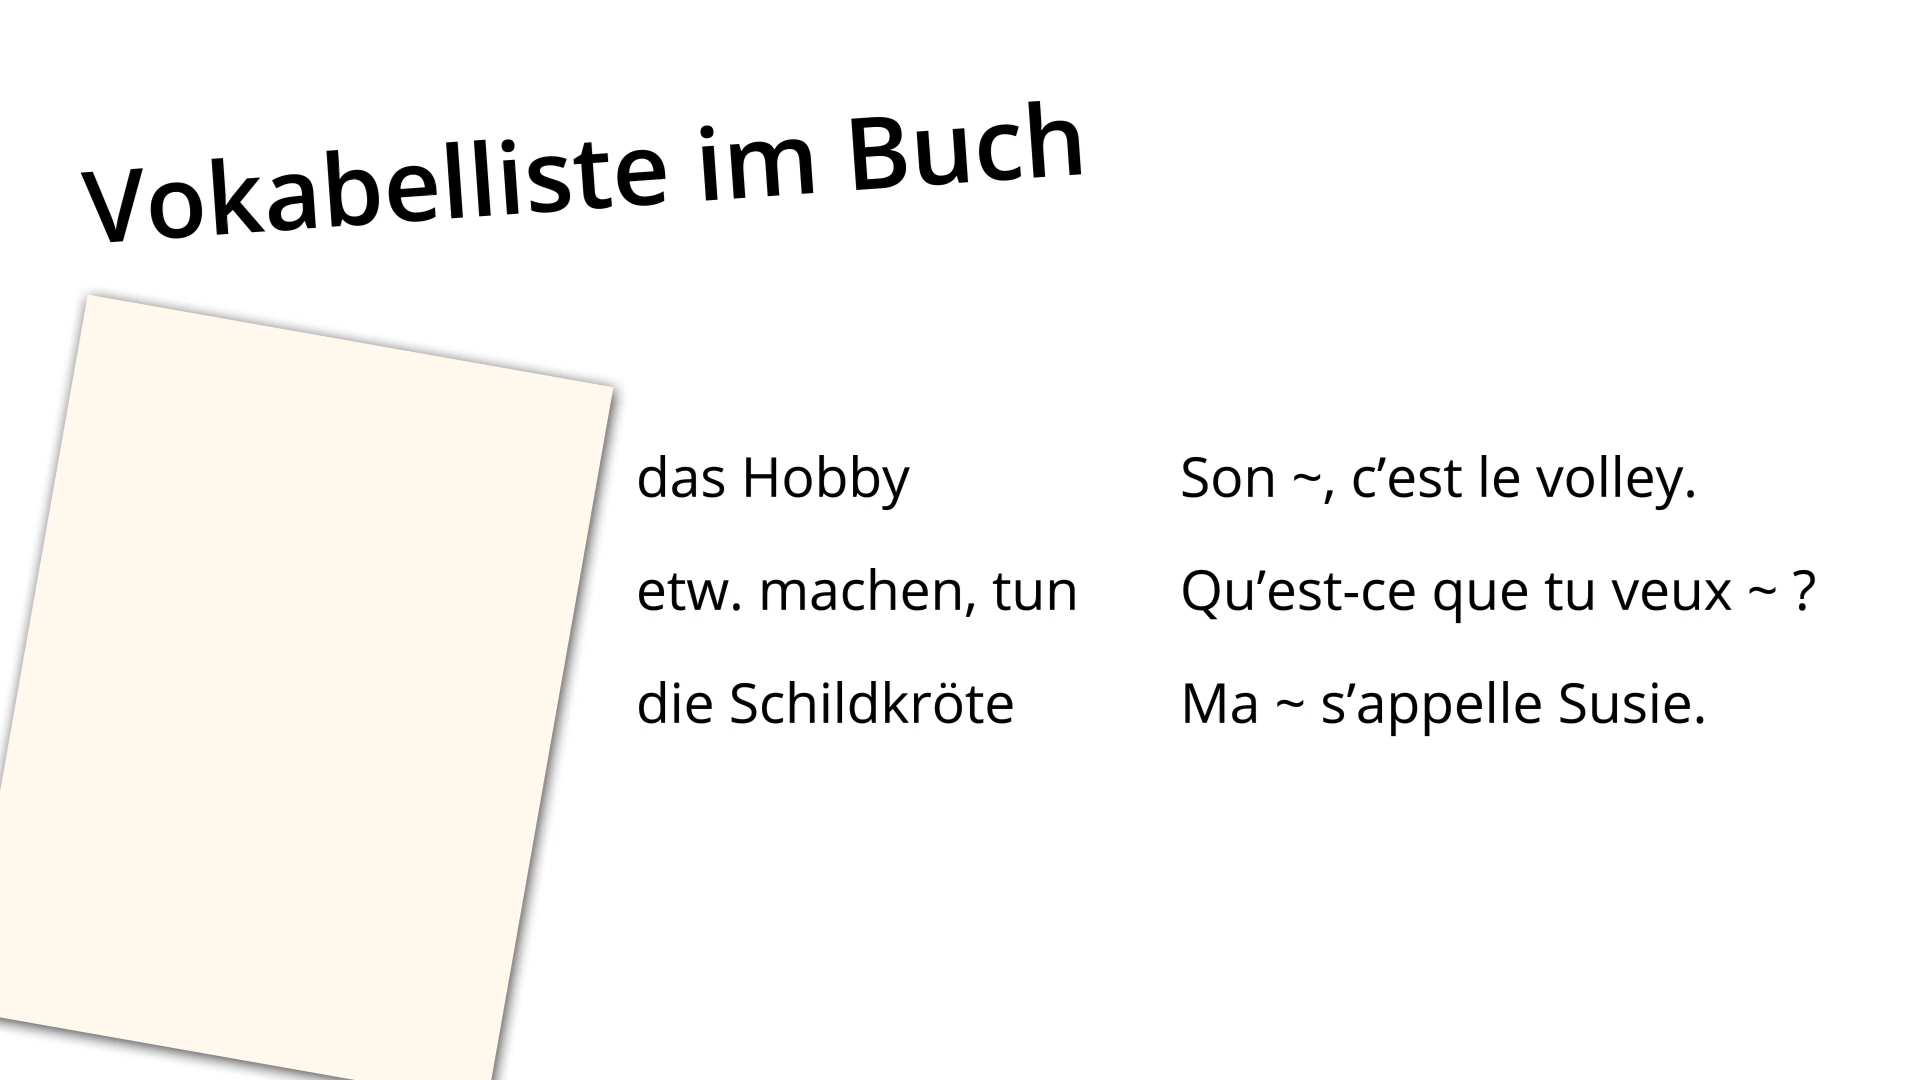 Vokabelliste im Buch
das Hobby Son ~, c’est le volley.
etw. machen, tun Qu’est-ce que tu veux ~ ?
die Schildkröte Ma ~ s’appelle Susie.